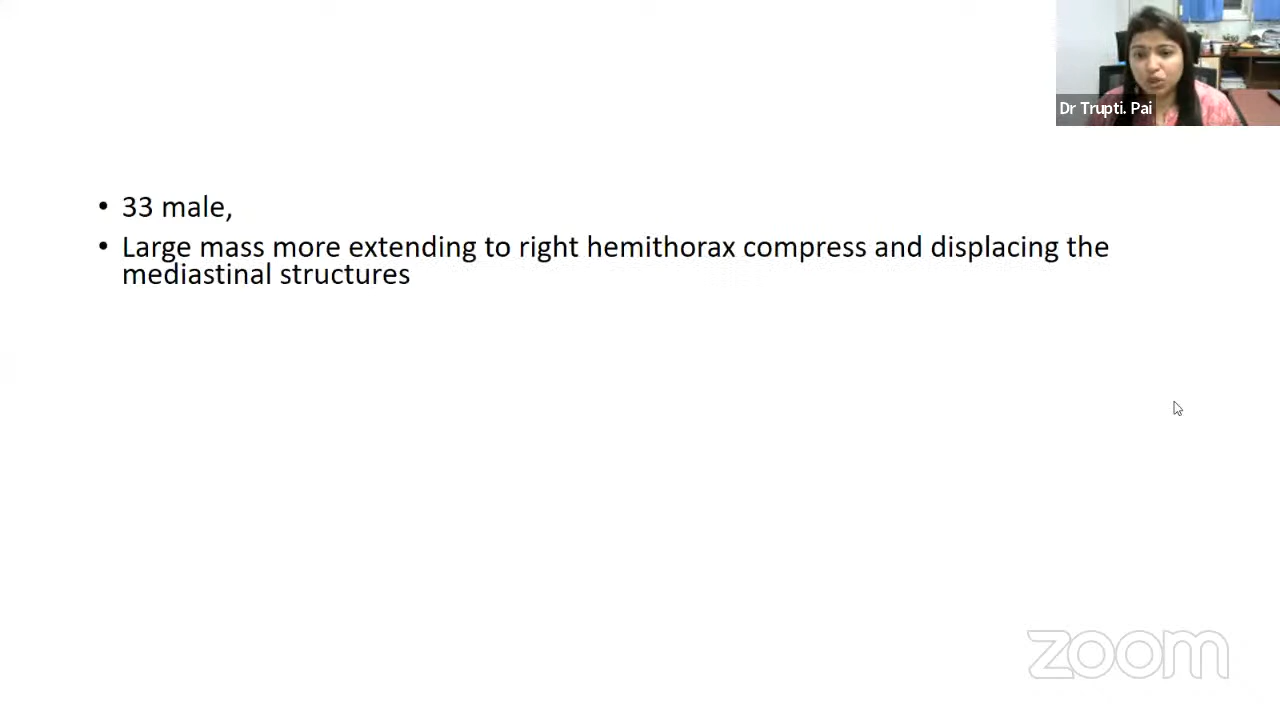 Dr Trupti. Pai
• 33 male,
• Large mass more extending to right hemithorax compress and displacing the
mediastinal structures
zoom